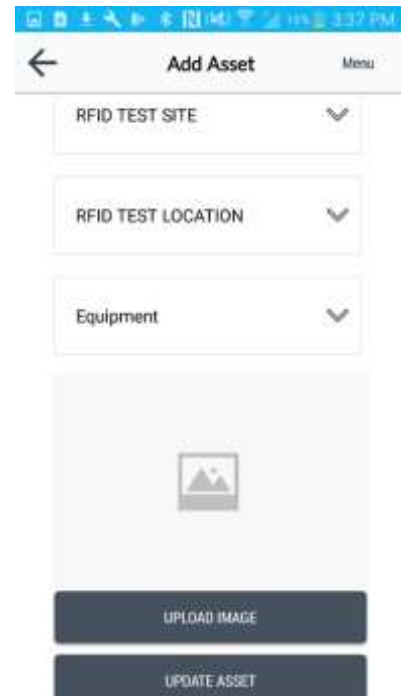 3:37 PM
Add Asset
Menu
RFID TEST SITE
RFID TEST LOCATION
Equipment
UPLOAD IMAGE
UPDATE ASSET